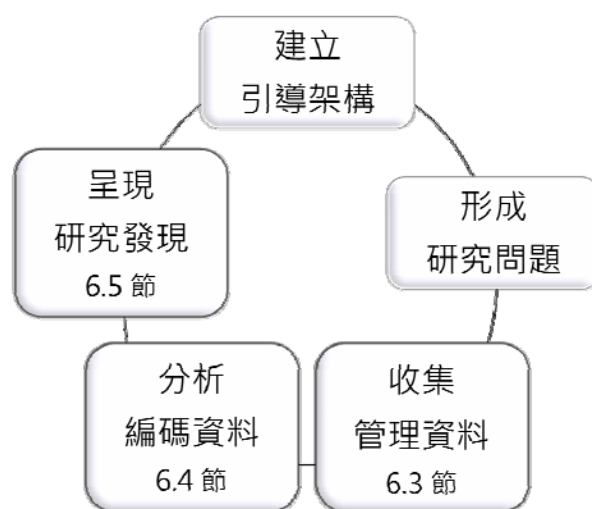 建立
引導架構
形成
研究問題
收集
管理資料
6.3 節
分析
編碼資料
6.4 節
呈現
研究發現
6.5 節